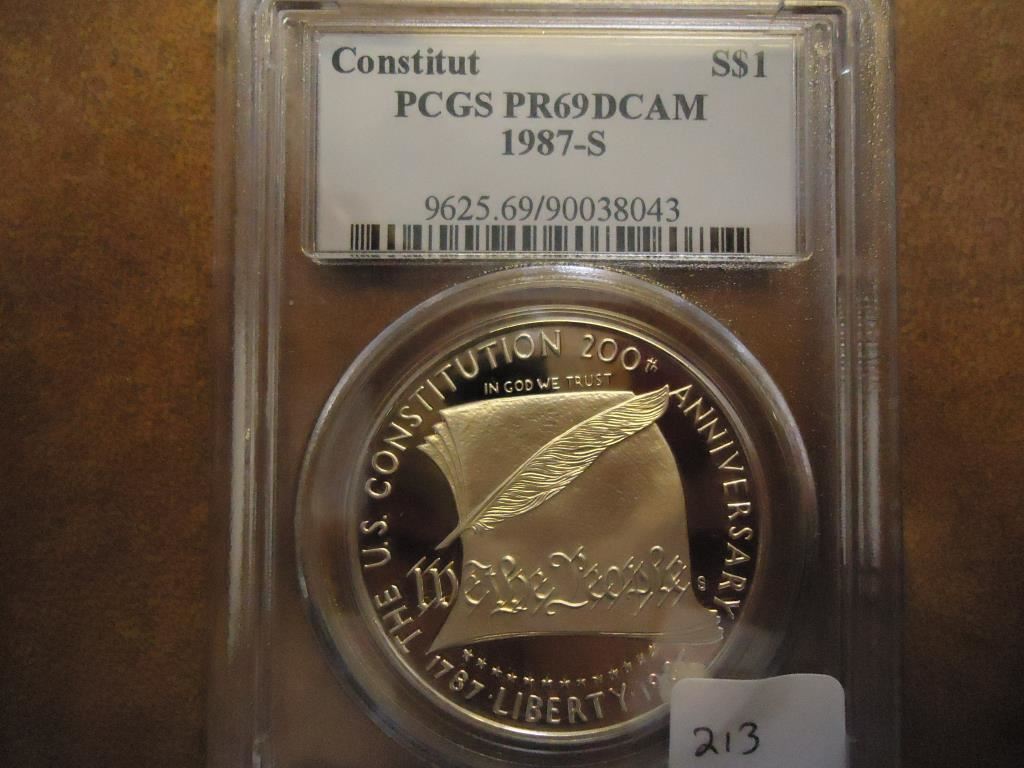 Constitut S$1
PCGS PR69DCAM
1987-S
9625.69/90038043
THE U.S. CONSTITUTION 200th ANNIVERSARY
IN GOD WE TRUST
We the People
S
1787 · LIBERTY ·
213